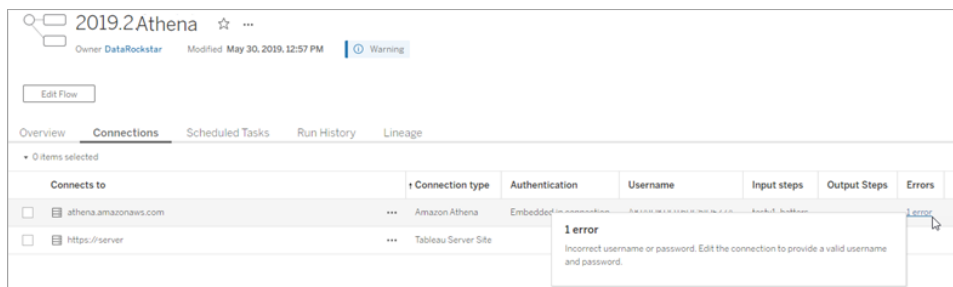 2019.2Athena
Owner DataRockstar Modified May 30, 2019, 12:57 PM Warning
Edit Flow
Overview Connections Scheduled Tasks Run History Lineage
0 items selected
Connects to ↑ Connection type Authentication Username Input steps Output Steps Errors
athena.amazonaws.com ... Amazon Athena Embedded in connection 1 error
https://server ... Tableau Server Site
1 error
Incorrect username or password. Edit the connection to provide a valid username
and password.